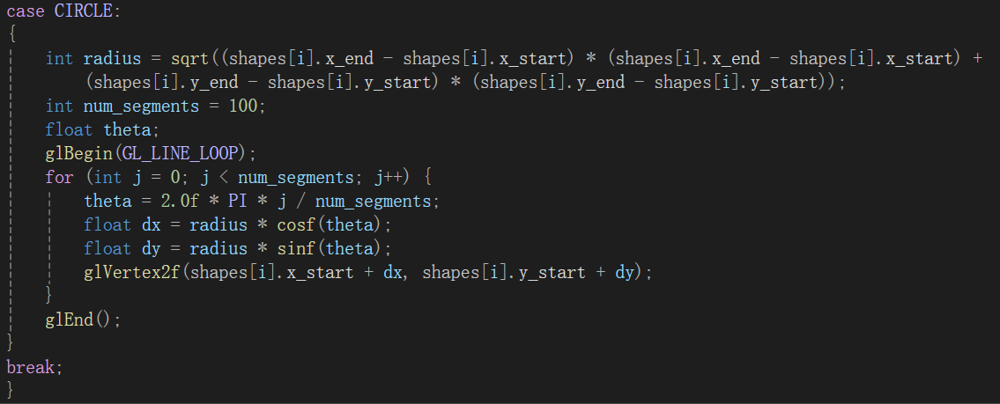 case CIRCLE:
{
int radius = sqrt((shapes[i].x_end - shapes[i].x_start) * (shapes[i].x_end - shapes[i].x_start) +
(shapes[i].y_end - shapes[i].y_start) * (shapes[i].y_end - shapes[i].y_start));
int num_segments = 100;
float theta;
glBegin(GL_LINE_LOOP);
for (int j = 0; j < num_segments; j++) {
theta = 2.0f * PI * j / num_segments;
float dx = radius * cosf(theta);
float dy = radius * sinf(theta);
glVertex2f(shapes[i].x_start + dx, shapes[i].y_start + dy);
}
glEnd();
}
break;
}